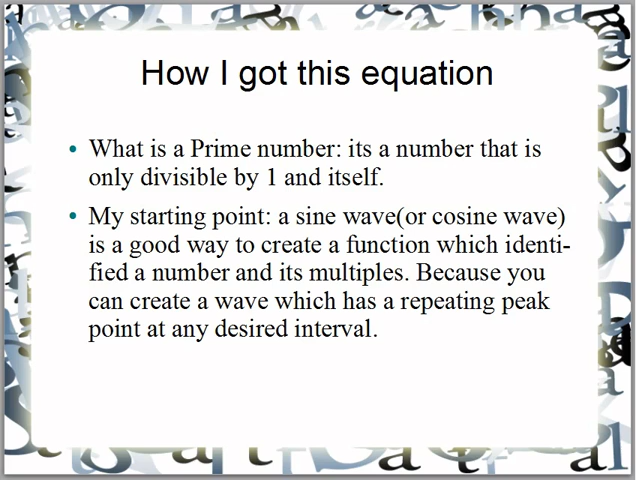 How I got this equation
• What is a Prime number: its a number that is
only divisible by 1 and itself.
• My starting point: a sine wave(or cosine wave)
is a good way to create a function which identi-
fied a number and its multiples. Because you
can create a wave which has a repeating peak
point at any desired interval.